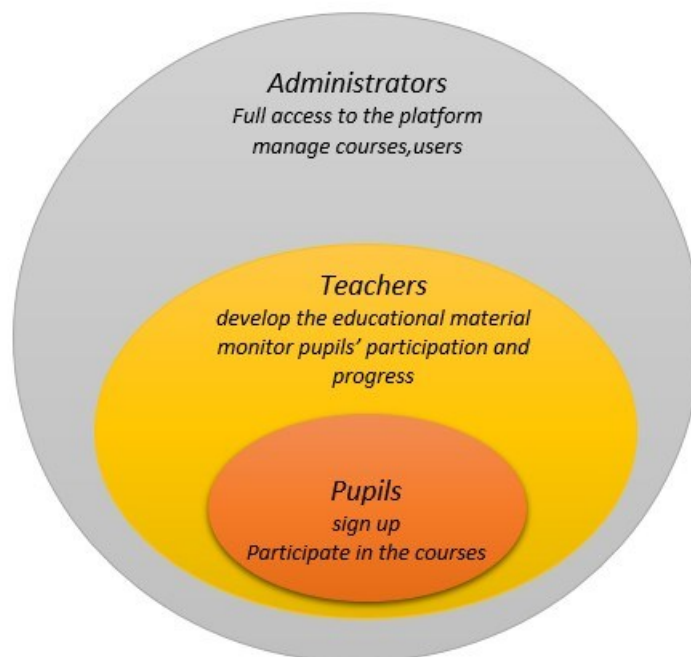 Administrators
Full access to the platform
manage courses,users
Teachers
develop the educational material
monitor pupils’ participation and
progress
Pupils
sign up
Participate in the courses